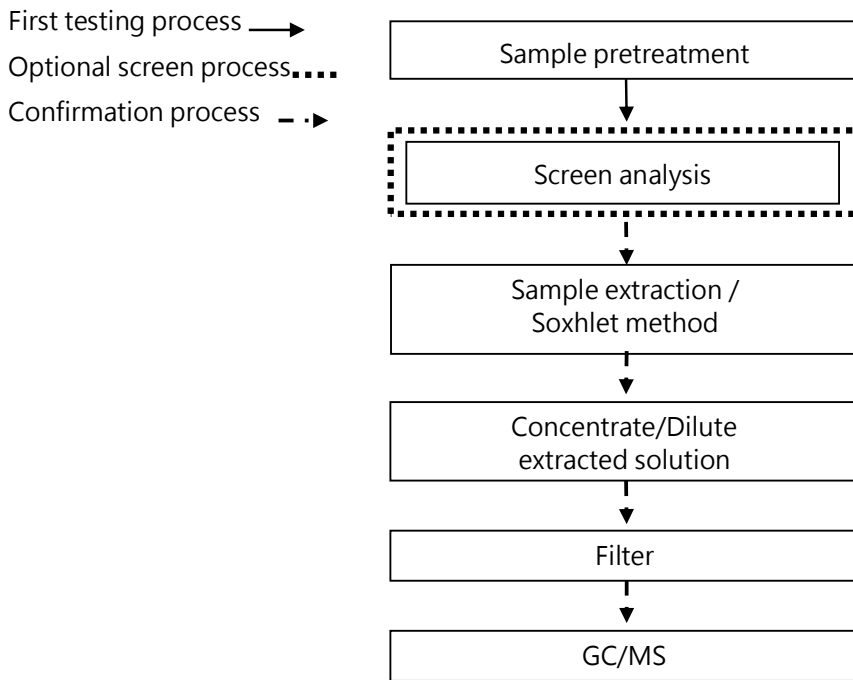 First testing process
Optional screen process
Confirmation process
Sample pretreatment
Screen analysis
Sample extraction /
Soxhlet method
Concentrate/Dilute
extracted solution
Filter
GC/MS